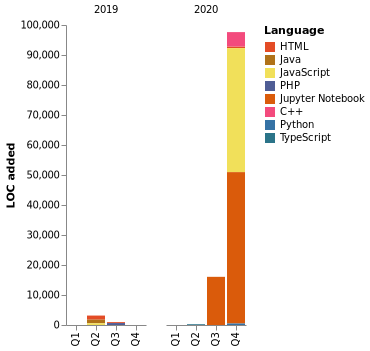 2019 2020
100,000
90,000
80,000
70,000
60,000
50,000
40,000
30,000
20,000
10,000
0
LOC added
Q1 Q2 Q3 Q4 Q1 Q2 Q3 Q4
Language
HTML
Java
JavaScript
PHP
Jupyter Notebook
C++
Python
TypeScript